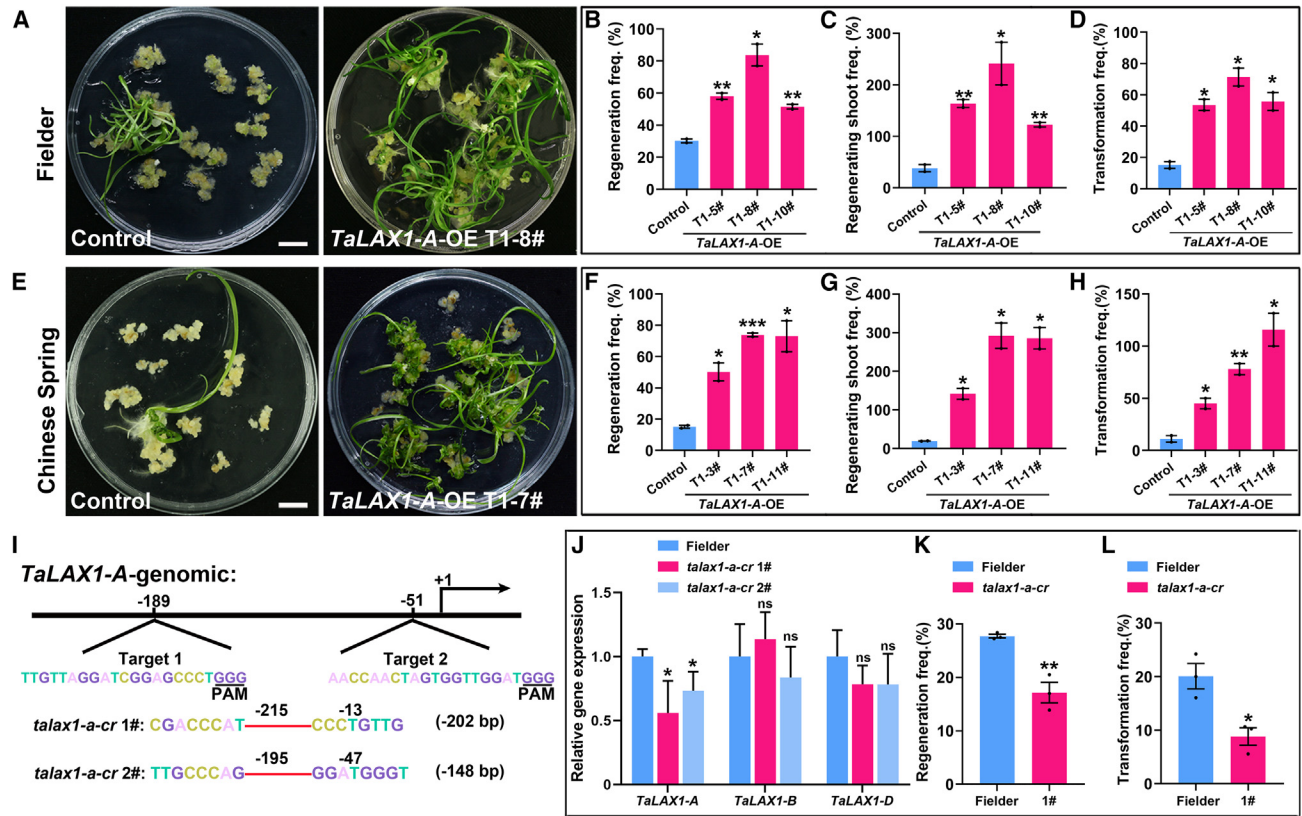 A
Fielder
Control
TaLAX1-A-OE T1-8#
B
Regeneration freq. (%)
100
80
60
40
20
0
**
*
**
Control
T1-5#
T1-8#
T1-10#
TaLAX1-A-OE
C
Regenerating shoot freq. (%)
300
200
100
0
**
*
**
Control
T1-5#
T1-8#
T1-10#
TaLAX1-A-OE
D
Transformation freq.(%)
100
80
60
40
20
0
*
*
*
Control
T1-5#
T1-8#
T1-10#
TaLAX1-A-OE
E
Chinese Spring
Control
TaLAX1-A-OE T1-7#
F
Regeneration freq. (%)
100
80
60
40
20
0
*
***
*
Control
T1-3#
T1-7#
T1-11#
TaLAX1-A-OE
G
Regenerating shoot freq. (%)
400
300
200
100
0
*
*
*
Control
T1-3#
T1-7#
T1-11#
TaLAX1-A-OE
H
Transformation freq.(%)
150
100
50
0
*
**
*
Control
T1-3#
T1-7#
T1-11#
TaLAX1-A-OE
I
TaLAX1-A-genomic:
-189
-51
+1
Target 1
Target 2
TTGTTAGGATCGGAGCCCTGGG
AACCAACTAGTGGTTGGATGGG
PAM
PAM
talax1-a-cr 1#: CGACCCAT -215 -13 CCCTGTTG (-202 bp)
talax1-a-cr 2#: TTGCCCAG -195 -47 GGATGGGT (-148 bp)
J
Fielder
talax1-a-cr 1#
talax1-a-cr 2#
Relative gene expression
1.5
1.0
0.5
0
*
*
ns
ns
ns
ns
TaLAX1-A
TaLAX1-B
TaLAX1-D
K
Fielder
talax1-a-cr
Regeneration freq.(%)
30
20
10
0
**
Fielder
1#
L
Fielder
talax1-a-cr
Transformation freq.(%)
30
20
10
0
*
Fielder
1#